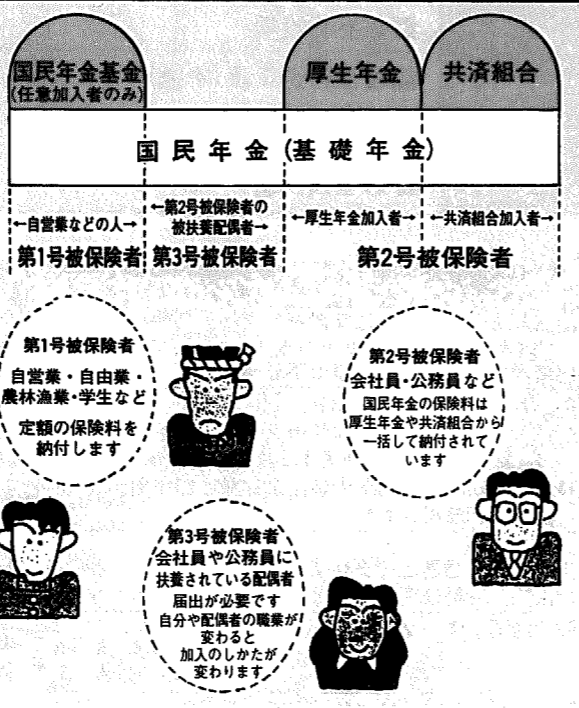 国民年金基金
(任意加入者のみ)
厚生年金
共済組合
国民年金(基礎年金)
←自営業などの人→
←第2号被保険者の
被扶養配偶者→
←厚生年金加入者→
←共済組合加入者→
第1号被保険者
第3号被保険者
第2号被保険者
第1号被保険者
自営業・自由業・
農林漁業・学生など
定額の保険料を
納付します
第2号被保険者
会社員・公務員など
国民年金の保険料は
厚生年金や共済組合から
一括して納付されて
います
第3号被保険者
会社員や公務員に
扶養されている配偶者
届出が必要です
自分や配偶者の職業が
変わると
加入のしかたが
変わります